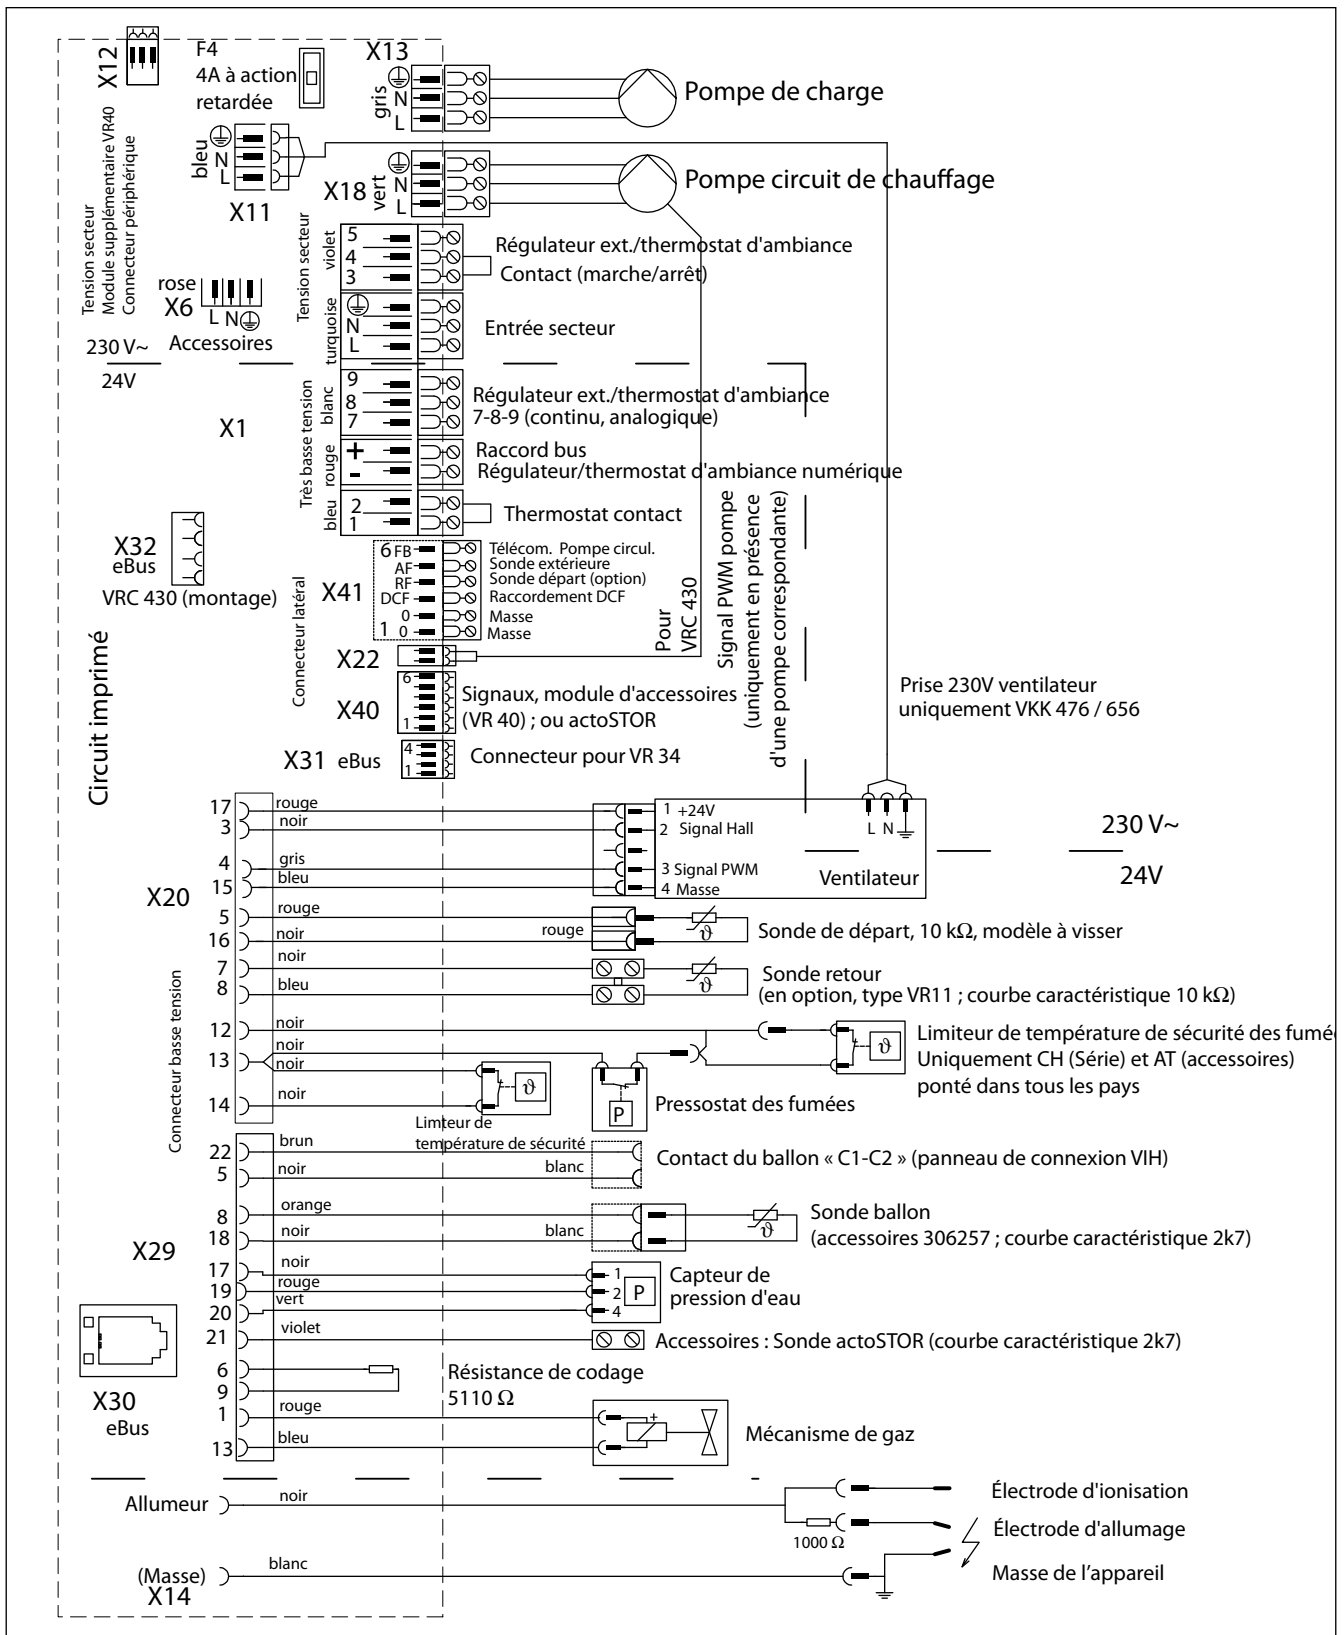 X12
F4
4A à action
retardée
X13
gris
N
L
Pompe de charge
Tension secteur
Module supplémentaire VR40
Connecteur périphérique
bleu
N
L
X11
X18
vert
N
L
Pompe circuit de chauffage
Tension secteur
violet
5
4
3
Régulateur ext./thermostat d'ambiance
Contact (marche/arrêt)
rose
X6
L N
Accessoires
turquoise
N
L
Entrée secteur
230 V~
24V
X1
Très basse tension
blanc
9
8
7
Régulateur ext./thermostat d'ambiance
7-8-9 (continu, analogique)
rouge
+
-
Raccord bus
Régulateur/thermostat d'ambiance numérique
bleu
2
1
Thermostat contact
X32
eBus
VRC 430 (montage)
Connecteur latéral
X41
6 FB
AF
RF
DCF
0
1 0
Télécom. Pompe circul.
Sonde extérieure
Sonde départ (option)
Raccordement DCF
Masse
Masse
Pour
VRC 430
Signal PWM pompe
(uniquement en présence
d'une pompe correspondante)
X22
X40
6
1
Signaux, module d'accessoires
(VR 40) ; ou actoSTOR
Prise 230V ventilateur
uniquement VKK 476 / 656
X31 eBus
4
1
Connecteur pour VR 34
Circuit imprimé
X20
Connecteur basse tension
17
rouge
3
noir
4
gris
15
bleu
1 +24V
2 Signal Hall
3 Signal PWM
4 Masse
L N
Ventilateur
230 V~
24V
5
rouge
16
noir
rouge
Sonde de départ, 10 kΩ, modèle à visser
ϑ
7
noir
8
bleu
ϑ
Sonde retour
(en option, type VR11 ; courbe caractéristique 10 kΩ)
12
noir
13
noir
noir
14
noir
ϑ
Limteur de
température de sécurité
P
Pressostat des fumées
ϑ
Limiteur de température de sécurité des fumé
Uniquement CH (Série) et AT (accessoires)
ponté dans tous les pays
X29
22
brun
5
noir
blanc
Contact du ballon « C1-C2 » (panneau de connexion VIH)
8
orange
18
noir
blanc
ϑ
Sonde ballon
(accessoires 306257 ; courbe caractéristique 2k7)
17
noir
19
rouge
20
vert
1
2
4
P
Capteur de
pression d'eau
21
violet
Accessoires : Sonde actoSTOR (courbe caractéristique 2k7)
X30
eBus
6
9
Résistance de codage
5110 Ω
1
rouge
13
bleu
+
Mécanisme de gaz
Allumeur
noir
1000 Ω
Électrode d'ionisation
Électrode d'allumage
(Masse)
X14
blanc
Masse de l'appareil